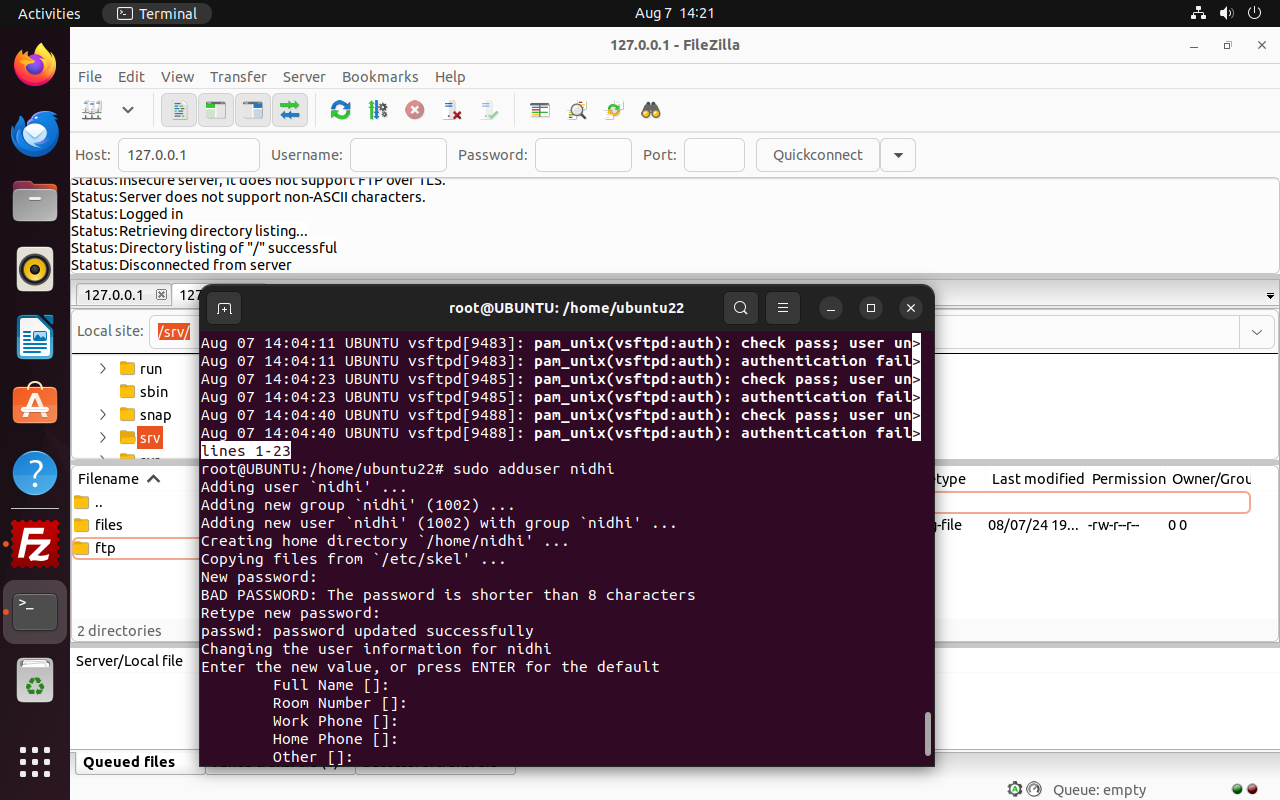 Activities
Terminal
Aug 7 14:21
127.0.0.1 - FileZilla
File Edit View Transfer Server Bookmarks Help
Host: 127.0.0.1 Username: Password: Port: Quickconnect
Status:Insecure server, it does not support FTP over TLS.
Status:Server does not support non-ASCII characters.
Status:Logged in
Status:Retrieving directory listing...
Status:Directory listing of "/" successful
Status:Disconnected from server
127.0.0.1
Local site: /srv/
run
sbin
snap
srv
Filename
..
files
ftp
2 directories
Last modified Permission Owner/Grou
08/07/24 19... -rw-r--r-- 0 0
Server/Local file
Queued files
Queue: empty
root@UBUNTU: /home/ubuntu22
Aug 07 14:04:11 UBUNTU vsftpd[9483]: pam_unix(vsftpd:auth): check pass; user un>
Aug 07 14:04:11 UBUNTU vsftpd[9483]: pam_unix(vsftpd:auth): authentication fail>
Aug 07 14:04:23 UBUNTU vsftpd[9485]: pam_unix(vsftpd:auth): check pass; user un>
Aug 07 14:04:23 UBUNTU vsftpd[9485]: pam_unix(vsftpd:auth): authentication fail>
Aug 07 14:04:40 UBUNTU vsftpd[9488]: pam_unix(vsftpd:auth): check pass; user un>
Aug 07 14:04:40 UBUNTU vsftpd[9488]: pam_unix(vsftpd:auth): authentication fail>
lines 1-23
root@UBUNTU:/home/ubuntu22# sudo adduser nidhi
Adding user `nidhi' ...
Adding new group `nidhi' (1002) ...
Adding new user `nidhi' (1002) with group `nidhi' ...
Creating home directory `/home/nidhi' ...
Copying files from `/etc/skel' ...
New password:
BAD PASSWORD: The password is shorter than 8 characters
Retype new password:
passwd: password updated successfully
Changing the user information for nidhi
Enter the new value, or press ENTER for the default
Full Name []:
Room Number []:
Work Phone []:
Home Phone []:
Other []: